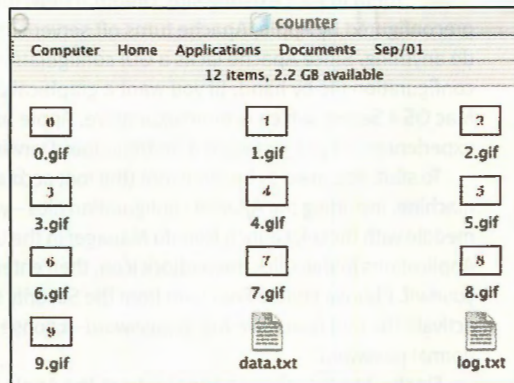 counter
Computer Home Applications Documents Sep/01
12 items, 2.2 GB available
0 1 2
0.gif 1.gif 2.gif
3 4 5
3.gif 4.gif 5.gif
6 7 8
6.gif 7.gif 8.gif
9
9.gif data.txt log.txt